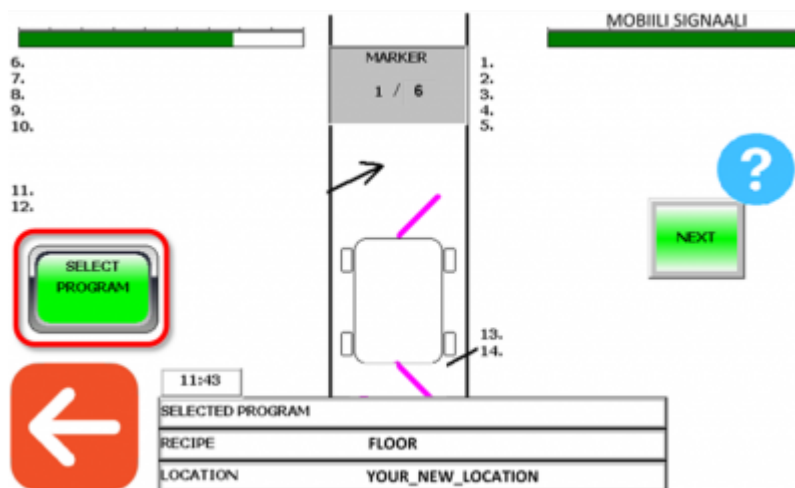 MOBIILI SIGNAALI
MARKER
1 / 6
6.
7.
8.
9.
10.
1.
2.
3.
4.
5.
11.
12.
?
NEXT
SELECT
PROGRAM
13.
14.
11:43
SELECTED PROGRAM
RECIPE FLOOR
LOCATION YOUR_NEW_LOCATION